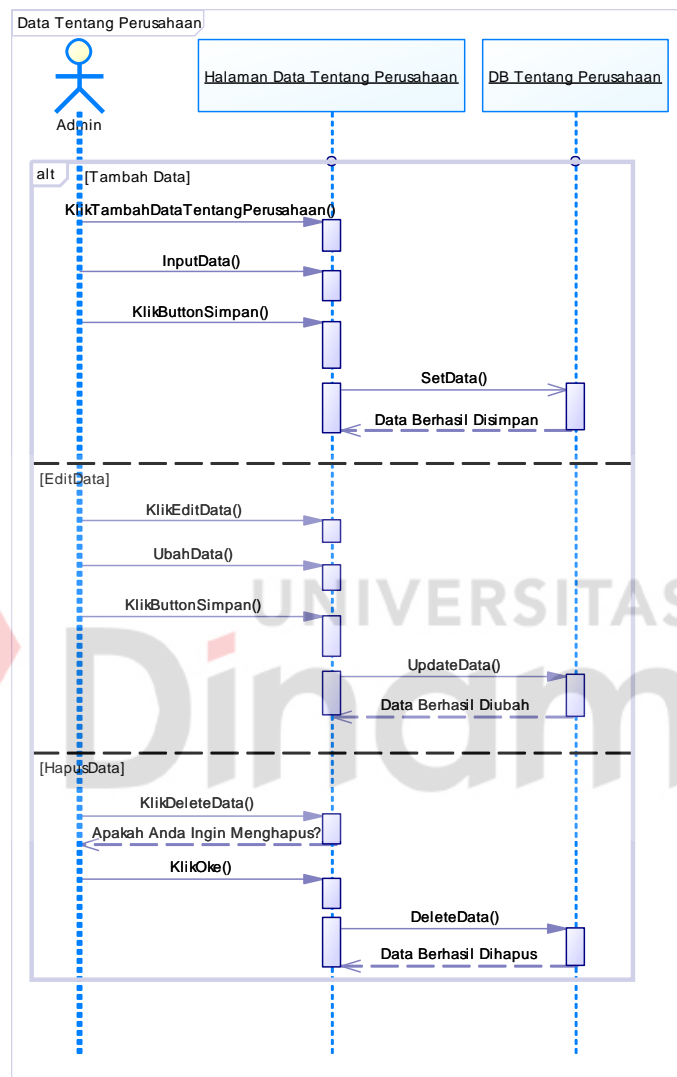 Data Tentang Perusahaan
Halaman Data Tentang Perusahaan
DB Tentang Perusahaan
Admin
alt
[Tambah Data]
KlikTambahDataTentangPerusahaan()
InputData()
KlikButtonSimpan()
SetData()
Data Berhasil Disimpan
[EditData]
KlikEditData()
UbahData()
UNIVERSITAS
KlikButtonSimpan()
Dinam
UpdateData()
Data Berhasil Diubah
[HapusData]
KlikDeleteData()
Apakah Anda Ingin Menghapus?
KlikOke()
DeleteData()
Data Berhasil Dihapus